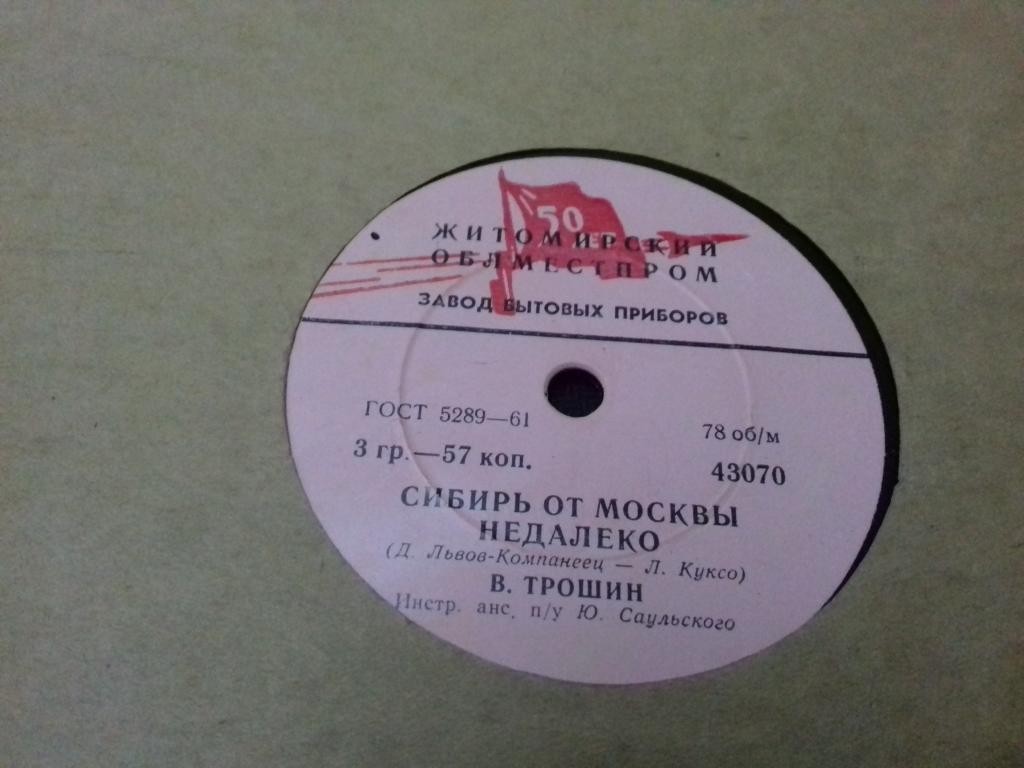 50
ЖИТОМИРСКИЙ
ОБЛМЕСТПРОМ
ЗАВОД БЫТОВЫХ ПРИБОРОВ
ГОСТ 5289—61
78 об/м
3 гр.—57 коп.
43070
СИБИРЬ ОТ МОСКВЫ
НЕДАЛЕКО
(Д. Львов-Компанеец — Л. Куксо)
В. ТРОШИН
Инстр. анс. п/у Ю. Саульского